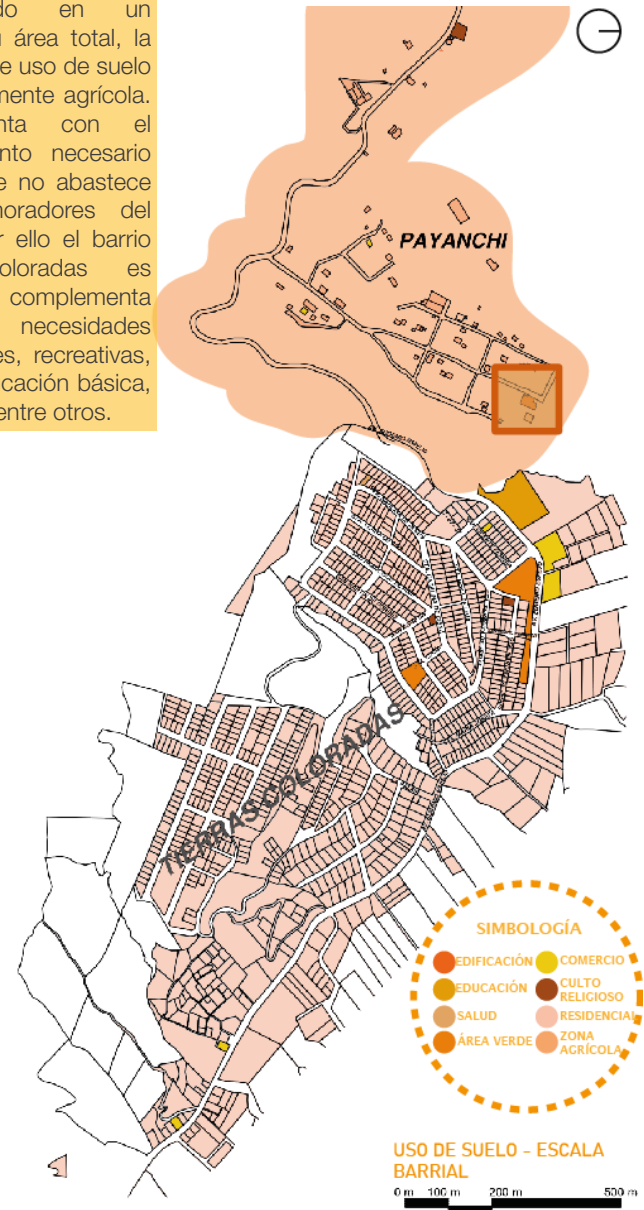 do en un
área total, la
e uso de suelo
mente agrícola.
nta con el
nto necesario
e no abastece
noradores del
r ello el barrio
oloradas es
complementa
necesidades
es, recreativas,
cación básica,
entre otros.
PAYANCHI
TIERRAS COLORADAS
SIMBOLOGÍA
EDIFICACIÓN COMERCIO
EDUCACIÓN CULTO
RELIGIOSO
SALUD RESIDENCIAL
ÁREA VERDE ZONA
AGRÍCOLA
USO DE SUELO - ESCALA
BARRIAL
0 m 100 m 200 m 500 m